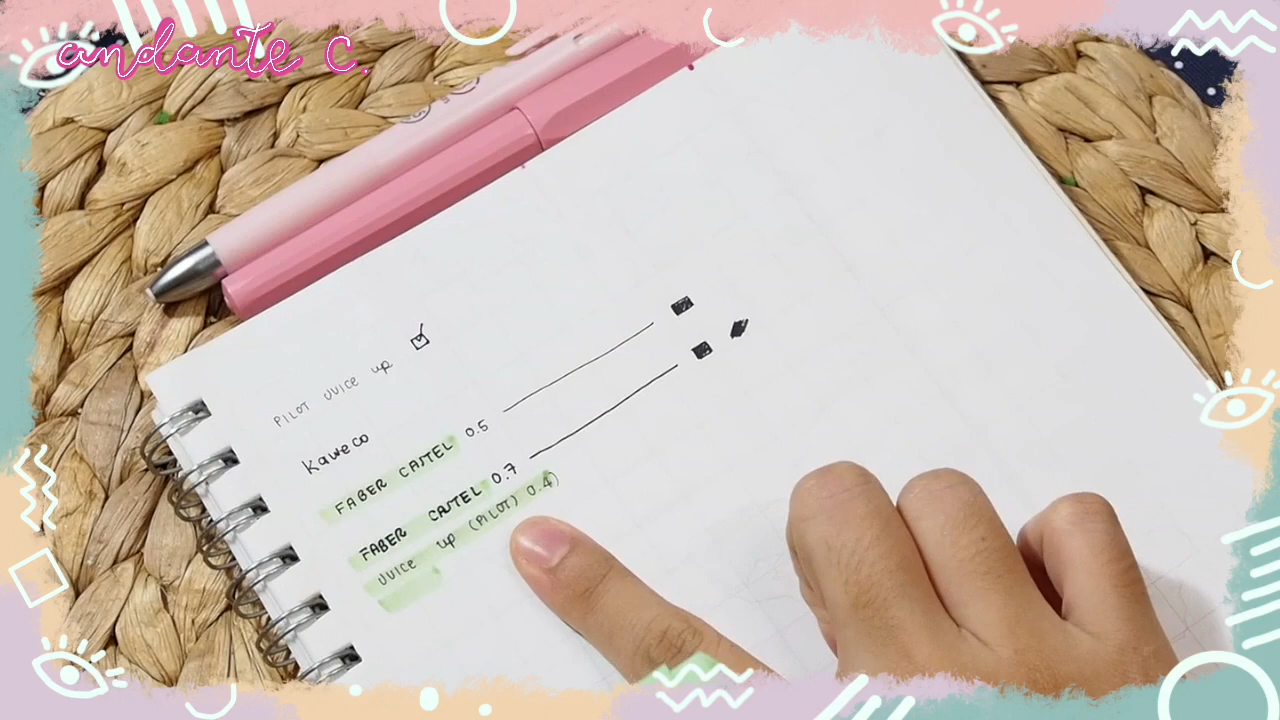 andante c.
PILOT JUICE up
Kaweco
FABER CASTEL 0.5
FABER CASTEL 0.7
JUICE up (PILOT) 0.4)